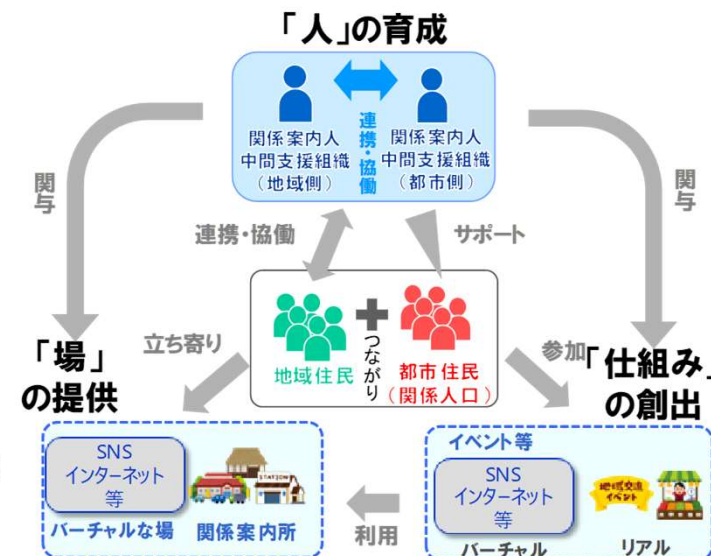 「人」の育成
関係案内人
中間支援組織
（地域側）
連携・協働
関係案内人
中間支援組織
（都市側）
関与
関与
連携・協働
サポート
地域住民
つながり
都市住民
（関係人口）
立ち寄り
参加
「場」
の提供
「仕組み」
の創出
SNS
インターネット
等
バーチャルな場
STATION
関係案内所
利用
イベント等
SNS
インターネット
等
バーチャル
地域交流
イベント
リアル